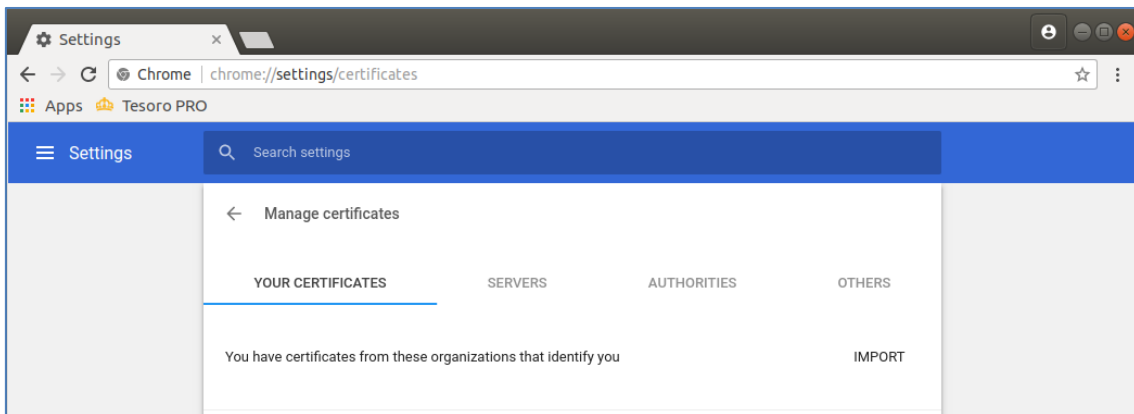 Settings
Chrome chrome://settings/certificates
Apps Tesoro PRO
Settings Search settings
Manage certificates
YOUR CERTIFICATES SERVERS AUTHORITIES OTHERS
You have certificates from these organizations that identify you IMPORT